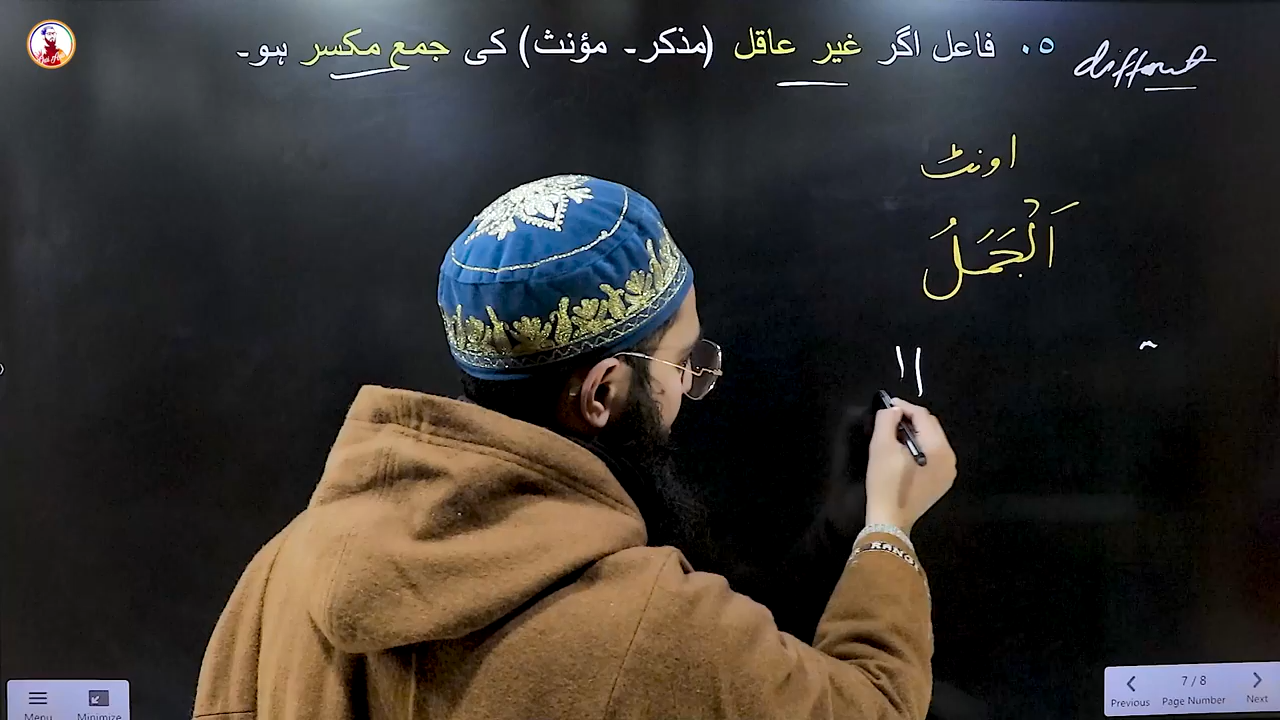 ۰۵ فاعل اگر غیر عاقل (مذکر۔ مؤنث) کی جمع مکسر ہو۔
different
اونٹ
اَلْجَمَلُ
اا
Menu
Minimize
Previous
7 / 8
Page Number
Next